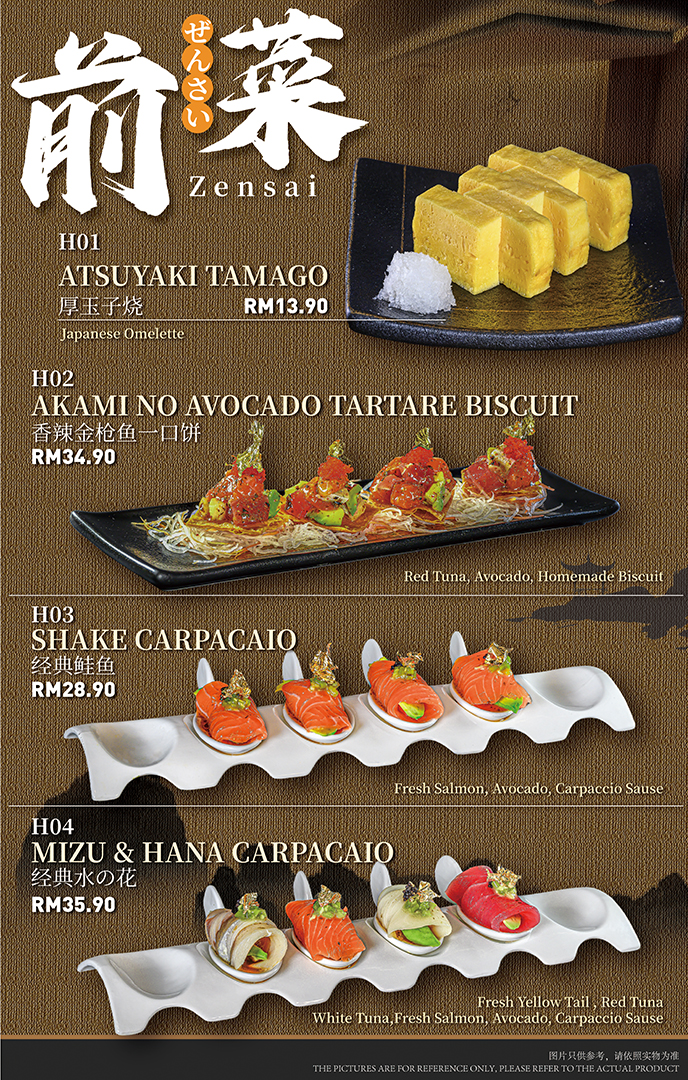 前菜
ぜんさい
Zensai
H01
ATSUYAKI TAMAGO
厚玉子烧 RM13.90
Japanese Omelette
H02
AKAMI NO AVOCADO TARTARE BISCUIT
香辣金枪鱼一口饼
RM34.90
Red Tuna, Avocado, Homemade Biscuit
H03
SHAKE CARPACAIO
经典鲑鱼
RM28.90
Fresh Salmon, Avocado, Carpaccio Sause
H04
MIZU & HANA CARPACAIO
经典水の花
RM35.90
Fresh Yellow Tail , Red Tuna
White Tuna,Fresh Salmon, Avocado, Carpaccio Sause
图片只供参考，请依照实物为准
THE PICTURES ARE FOR REFERENCE ONLY, PLEASE REFER TO THE ACTUAL PRODUCT